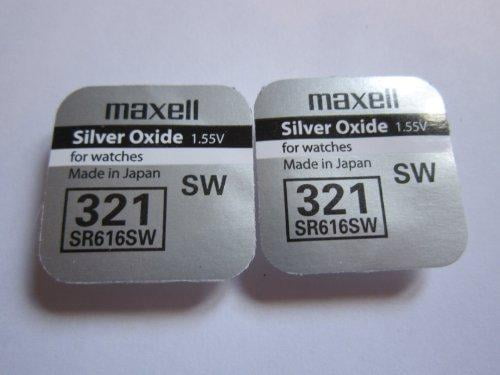 maxell
Silver Oxide 1.55V
for watches
Made in Japan
SW
321
SR616SW
maxell
Silver Oxide 1.55V
for watches
Made in Japan
SW
321
SR616SW